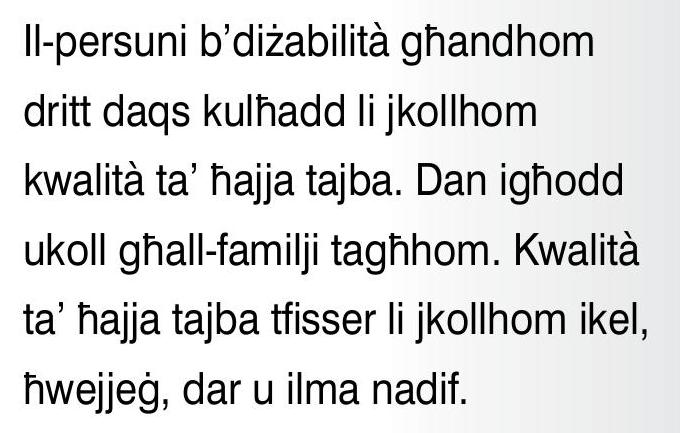 Il-persuni b’diżabilità għandhom
dritt daqs kulħadd li jkollhom
kwalità ta’ ħajja tajba. Dan igħodd
ukoll għall-familji tagħhom. Kwalità
ta’ ħajja tajba tfisser li jkollhom ikel,
ħwejjeġ, dar u ilma nadif.